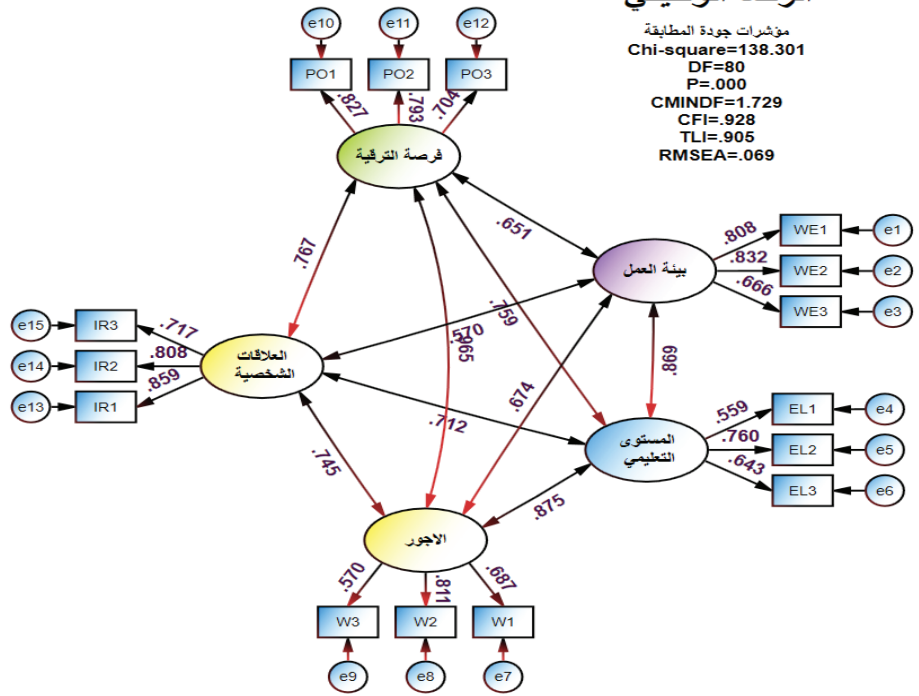 مؤشرات جودة المطابقة
Chi-square=138.301
DF=80
P=.000
CMINDF=1.729
CFI=.928
TLI=.905
RMSEA=.069
e10
e11
e12
PO1
PO2
PO3
.827
.793
.704
فرصة الترقية
.651
.767
.759
.965
.570
.674
.698
.712
.745
.875
بيئة العمل
.808
.832
.666
WE1
WE2
WE3
e1
e2
e3
العلاقات
الشخصية
.717
.808
.859
IR3
IR2
IR1
e15
e14
e13
المستوى
التعليمي
.559
.760
.643
EL1
EL2
EL3
e4
e5
e6
الاجور
.570
.811
.687
W3
W2
W1
e9
e8
e7